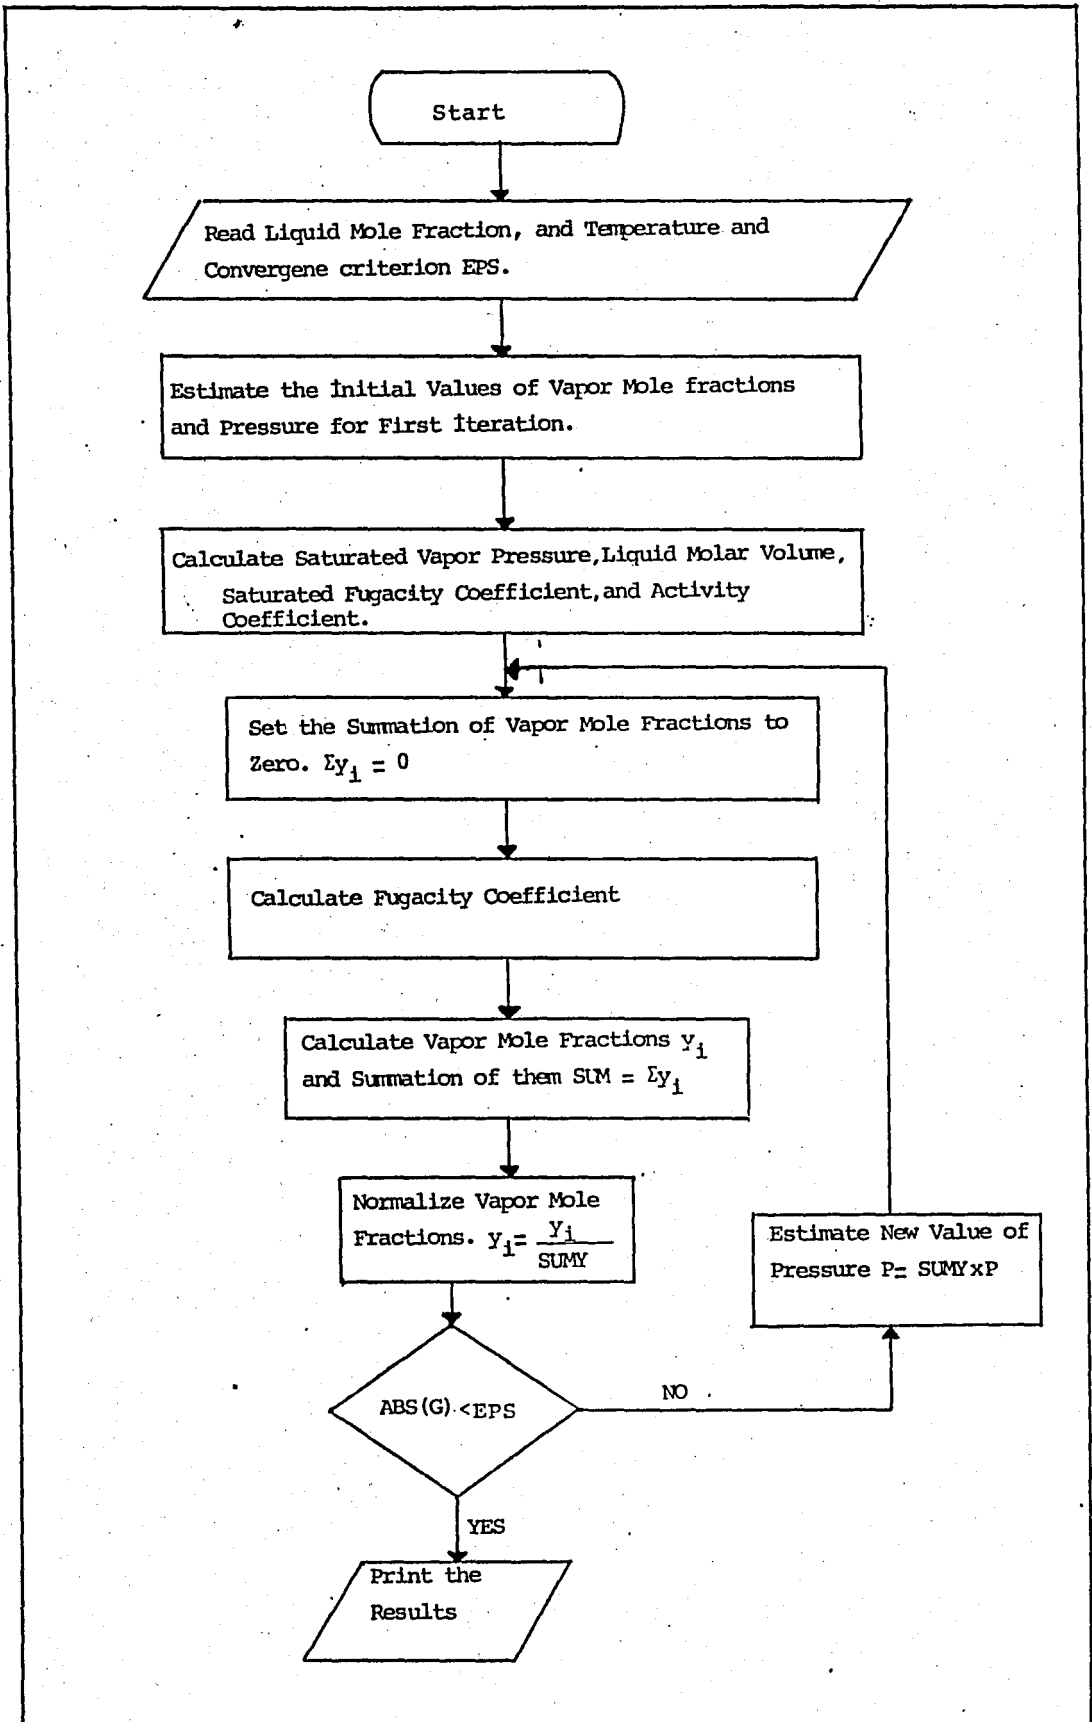 Start
Read Liquid Mole Fraction, and Temperature and
Convergene criterion EPS.
Estimate the İnitial Values of Vapor Mole fractions
and Pressure for First İteration.
Calculate Saturated Vapor Pressure,Liquid Molar Volume,
Saturated Fugacity Coefficient,and Activity
Coefficient.
Set the Summation of Vapor Mole Fractions to
Zero. Σyi = 0
Calculate Fugacity Coefficient
Calculate Vapor Mole Fractions yi
and Summation of them SUM = Σyi
Normalize Vapor Mole
Fractions. yi= yi
SUMY
Estimate New Value of
Pressure P= SUMYxP
ABS(G).<EPS
NO .
YES
Print the
Results